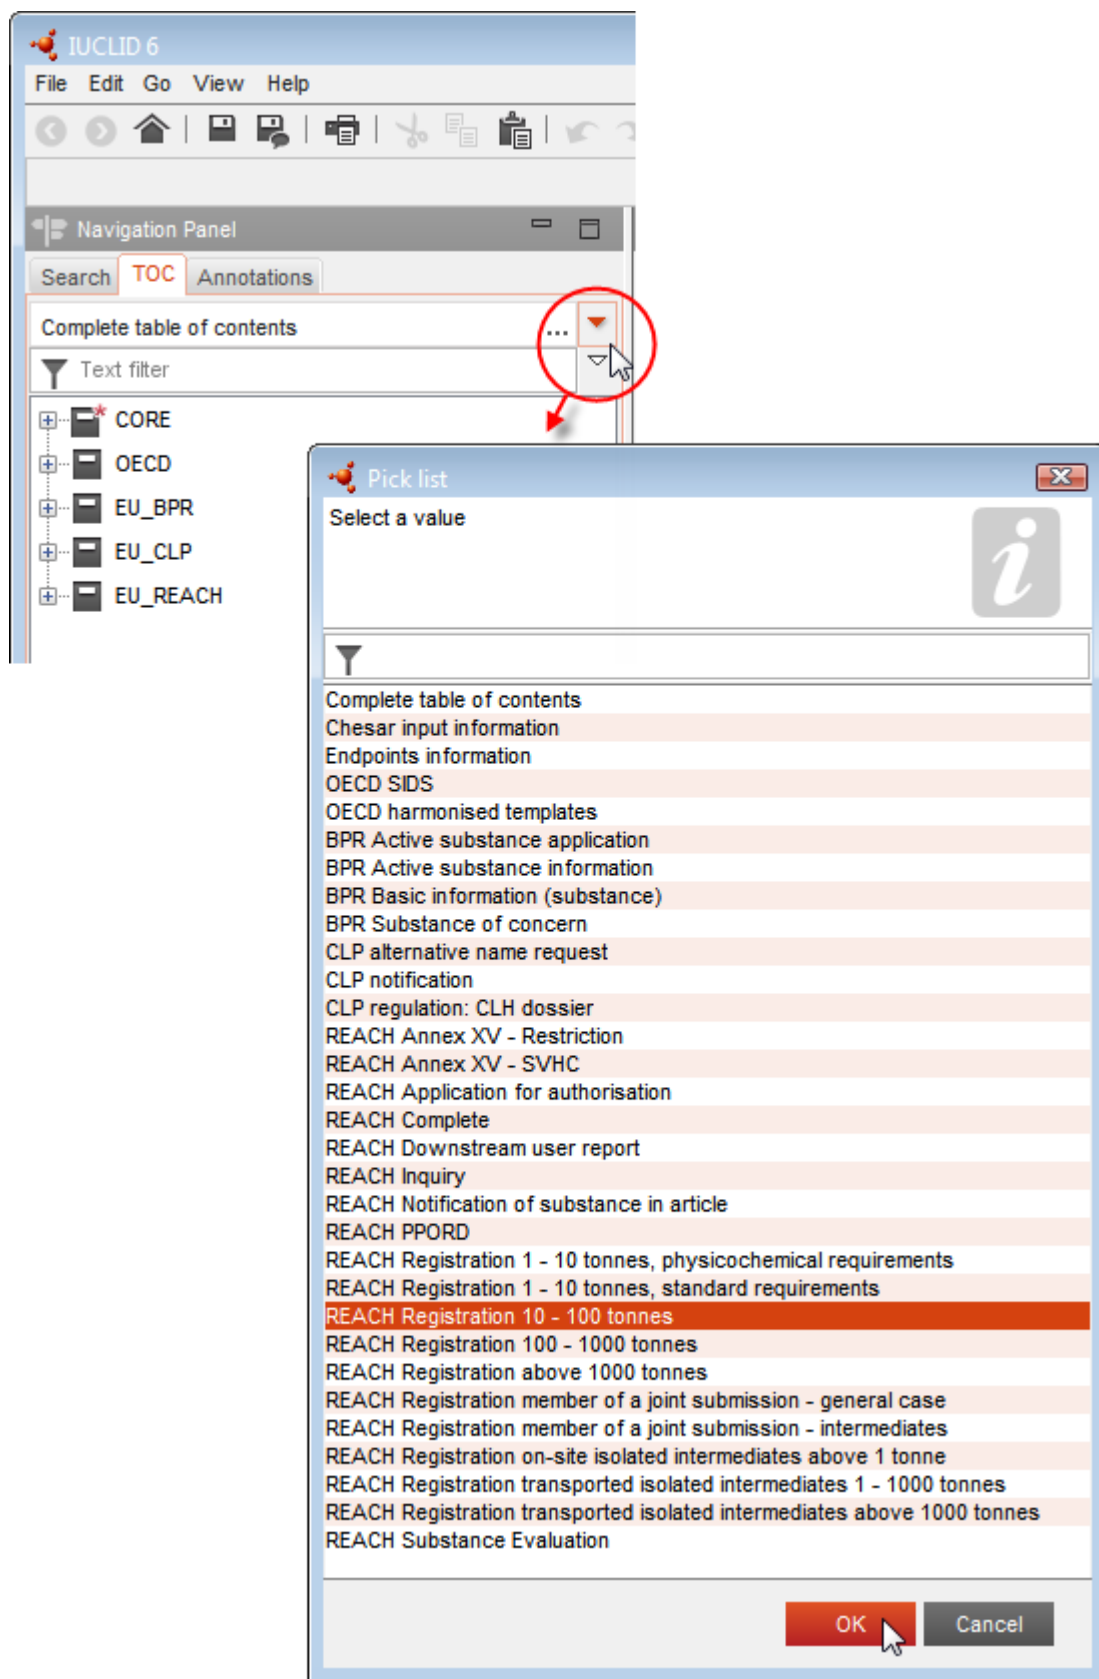 IUCLID 6
File Edit Go View Help
Navigation Panel
Search TOC Annotations
Complete table of contents ...
Text filter
CORE
OECD
EU_BPR
EU_CLP
EU_REACH
Pick list
Select a value
Complete table of contents
Chesar input information
Endpoints information
OECD SIDS
OECD harmonised templates
BPR Active substance application
BPR Active substance information
BPR Basic information (substance)
BPR Substance of concern
CLP alternative name request
CLP notification
CLP regulation: CLH dossier
REACH Annex XV - Restriction
REACH Annex XV - SVHC
REACH Application for authorisation
REACH Complete
REACH Downstream user report
REACH Inquiry
REACH Notification of substance in article
REACH PPORD
REACH Registration 1 - 10 tonnes, physicochemical requirements
REACH Registration 1 - 10 tonnes, standard requirements
REACH Registration 10 - 100 tonnes
REACH Registration 100 - 1000 tonnes
REACH Registration above 1000 tonnes
REACH Registration member of a joint submission - general case
REACH Registration member of a joint submission - intermediates
REACH Registration on-site isolated intermediates above 1 tonne
REACH Registration transported isolated intermediates 1 - 1000 tonnes
REACH Registration transported isolated intermediates above 1000 tonnes
REACH Substance Evaluation
OK Cancel